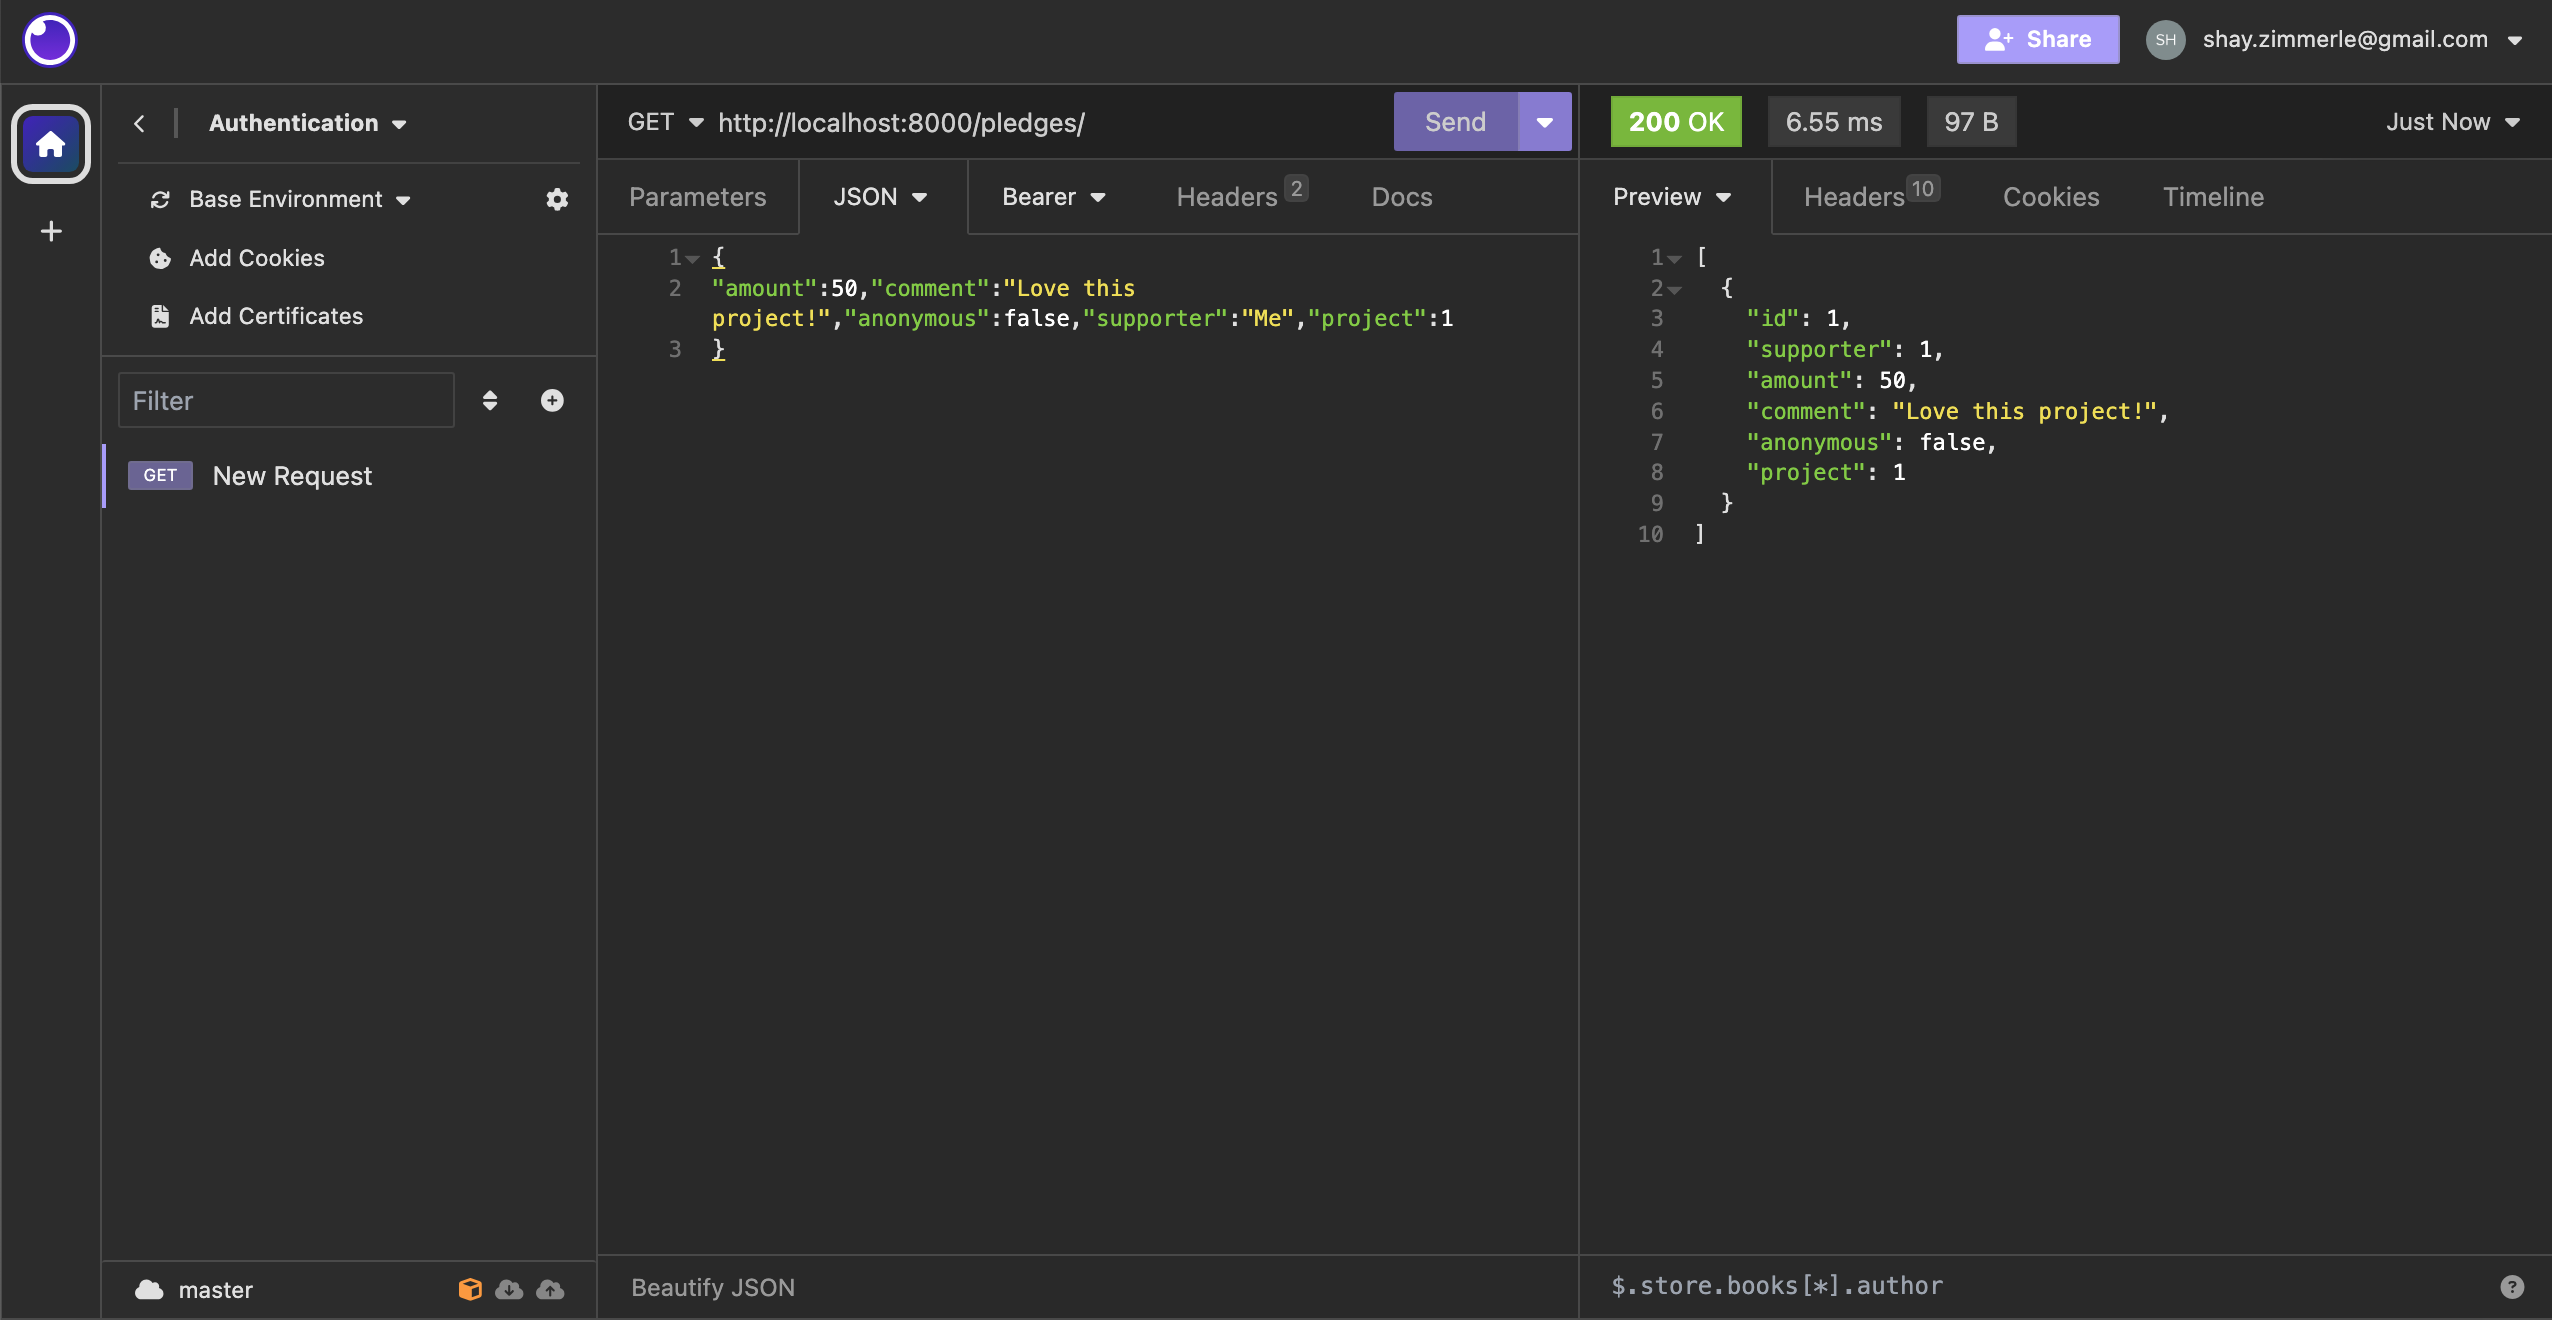 Share
SH
shay.zimmerle@gmail.com
Authentication
Base Environment
Add Cookies
Add Certificates
Filter
GET New Request
master
GET http://localhost:8000/pledges/
Send
Parameters JSON Bearer Headers 2 Docs
1 {
2 "amount":50,"comment":"Love this
project!","anonymous":false,"supporter":"Me","project":1
3 }
Beautify JSON
200 OK 6.55 ms 97 B Just Now
Preview Headers 10 Cookies Timeline
1 [
2 {
3 "id": 1,
4 "supporter": 1,
5 "amount": 50,
6 "comment": "Love this project!",
7 "anonymous": false,
8 "project": 1
9 }
10 ]
$.store.books[*].author
?